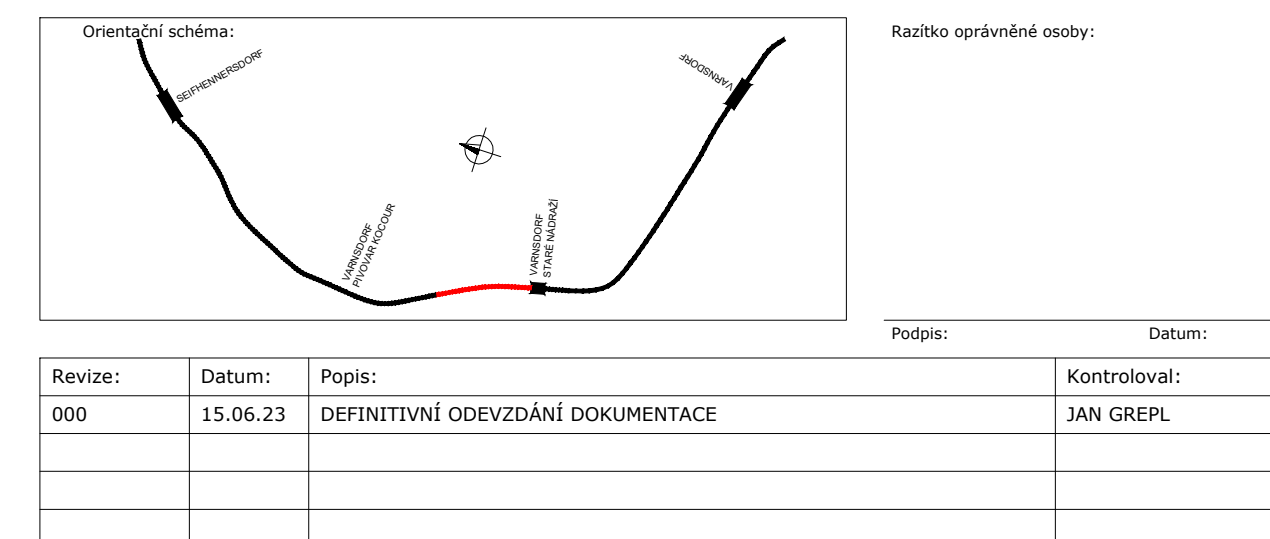 Orientační schéma:
Razítko oprávněné osoby:
SEIFHENNERSDORF
VARNSDORF
VARNSDORF
PIVOVAR KOCOUR
VARNSDORF
STARÉ NÁDRAŽÍ
Podpis:
Datum:
Revize: Datum: Popis: Kontroloval:
000 15.06.23 DEFINITIVNÍ ODEVZDÁNÍ DOKUMENTACE JAN GREPL